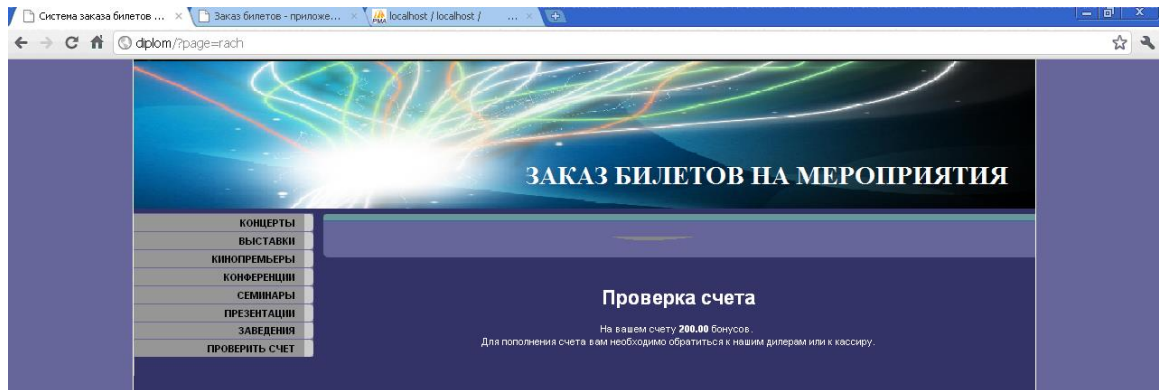 Система заказа билетов ...
Заказ билетов - приложе...
localhost / localhost / ...
diplom/?page=rach
ЗАКАЗ БИЛЕТОВ НА МЕРОПРИЯТИЯ
КОНЦЕРТЫ
ВЫСТАВКИ
КИНОПРЕМЬЕРЫ
КОНФЕРЕНЦИИ
СЕМИНАРЫ
ПРЕЗЕНТАЦИИ
ЗАВЕДЕНИЯ
ПРОВЕРИТЬ СЧЕТ
Проверка счета
На вашем счету 200.00 бонусов.
Для пополнения счета вам необходимо обратиться к нашим дилерам или к кассиру.